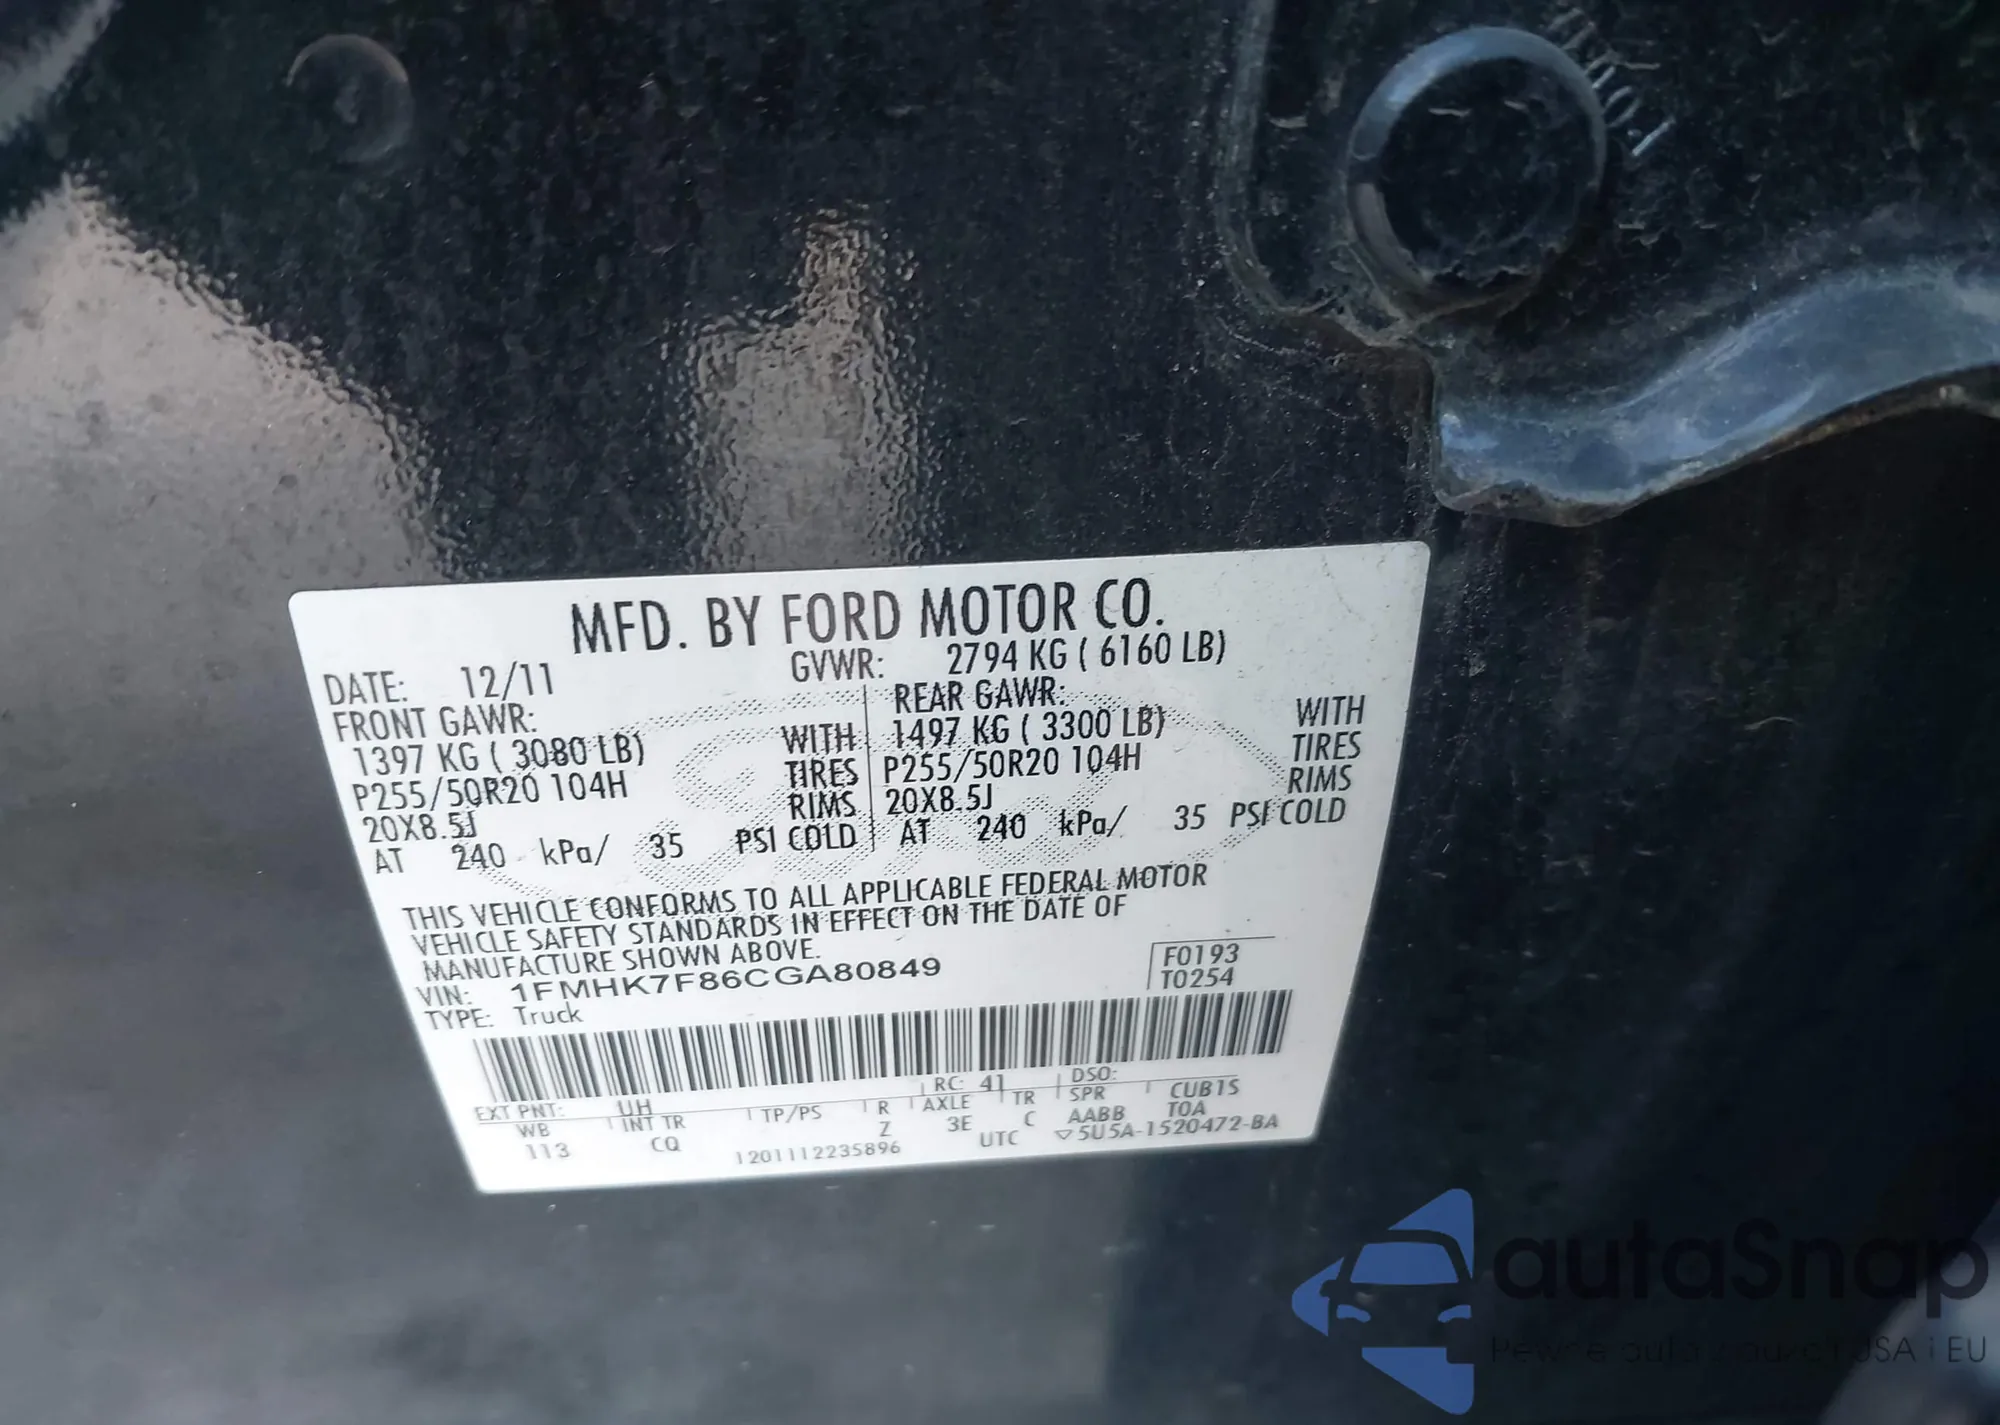 MFD. BY FORD MOTOR CO.
DATE: 12/11 GVWR: 2794 KG ( 6160 LB)
FRONT GAWR: REAR GAWR:
1397 KG ( 3080 LB) WITH 1497 KG ( 3300 LB) WITH
P255/50R20 104H TIRES P255/50R20 104H TIRES
20X8.5J RIMS 20X8.5J RIMS
AT 240 kPa/ 35 PSI COLD AT 240 kPa/ 35 PSI COLD
THIS VEHICLE CONFORMS TO ALL APPLICABLE FEDERAL MOTOR
VEHICLE SAFETY STANDARDS IN EFFECT ON THE DATE OF
MANUFACTURE SHOWN ABOVE.
VIN: 1FMHK7F86CGA80849
F0193
TYPE: Truck
T0254
EXT PNT: UH RC: 41 DSO:
WB INT TR TP/PS R AXLE TR SPR CUB1S
113 CQ Z 3E C AABB TOA
1201112235896 UTC ▽5U5A-1520472-BA
autaSnap
USA i EU